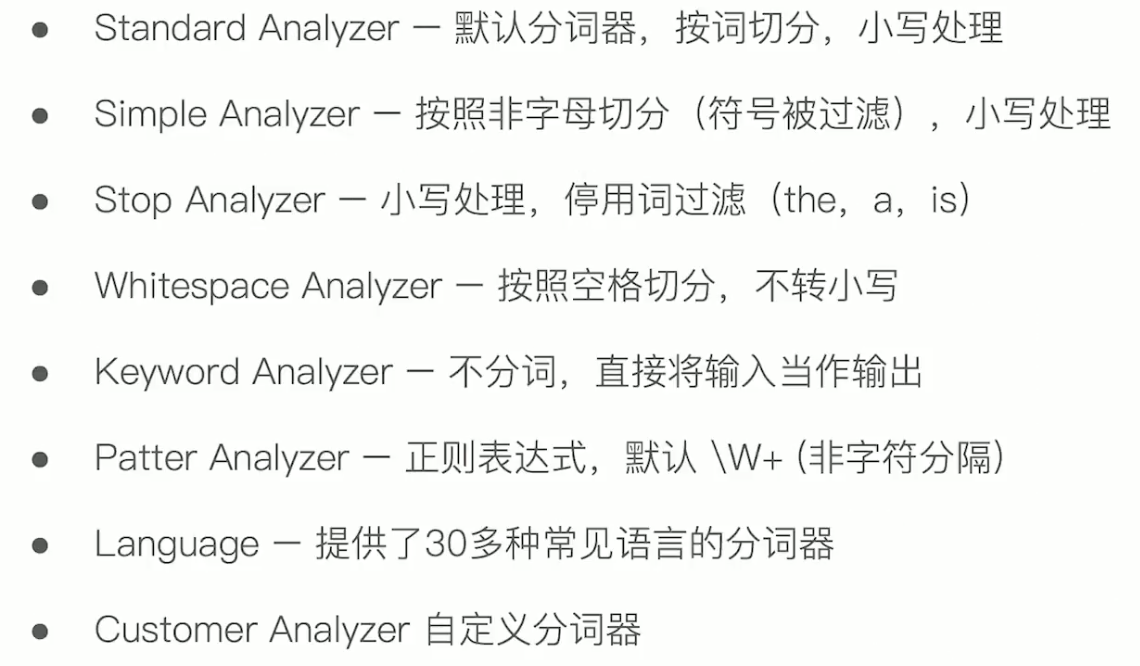 ● Standard Analyzer — 默认分词器，按词切分，小写处理
● Simple Analyzer — 按照非字母切分（符号被过滤），小写处理
● Stop Analyzer — 小写处理，停用词过滤（the，a，is）
● Whitespace Analyzer — 按照空格切分，不转小写
● Keyword Analyzer — 不分词，直接将输入当作输出
● Patter Analyzer — 正则表达式，默认 \W+ (非字符分隔）
● Language — 提供了30多种常见语言的分词器
● Customer Analyzer 自定义分词器